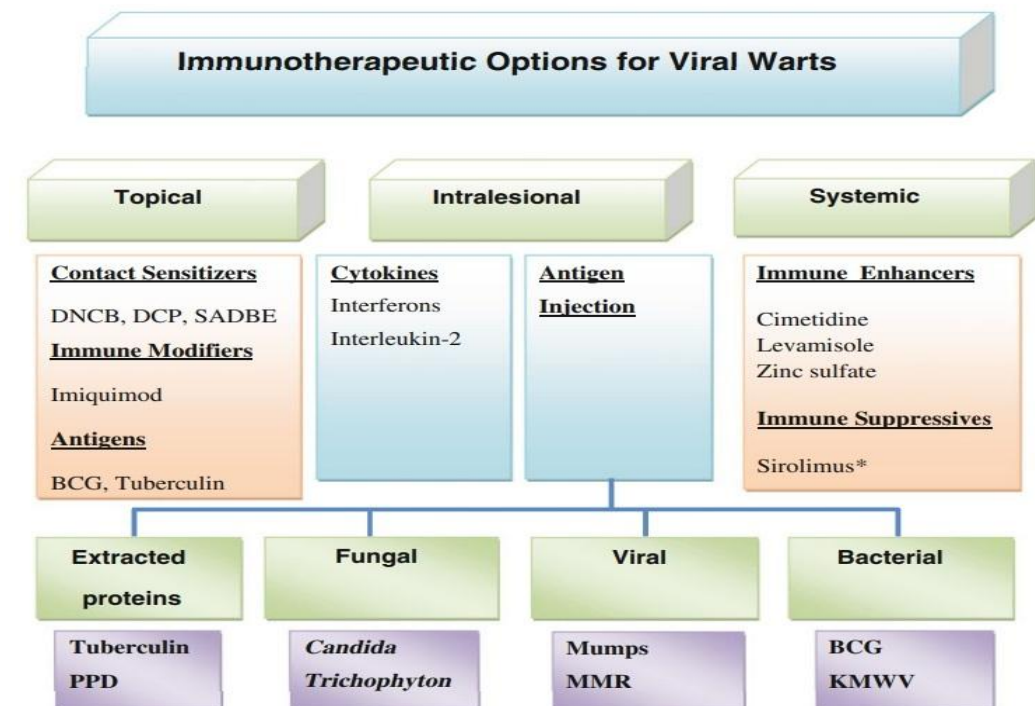 Immunotherapeutic Options for Viral Warts
Topical
Intralesional
Systemic
Contact Sensitizers
DNCB, DCP, SADBE
Immune Modifiers
Imiquimod
Antigens
BCG, Tuberculin
Cytokines
Interferons
Interleukin-2
Antigen
Injection
Immune Enhancers
Cimetidine
Levamisole
Zinc sulfate
Immune Suppressives
Sirolimus*
Extracted
proteins
Fungal
Viral
Bacterial
Tuberculin
PPD
Candida
Trichophyton
Mumps
MMR
BCG
KMWV